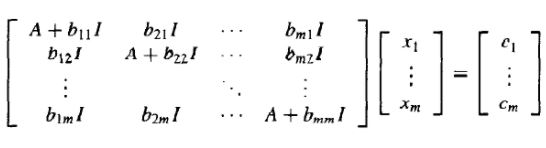 A + b₁₁I b₂₁I ⋯ bₘ₁I
b₁₂I A + b₂₂I ⋯ bₘ₂I
⋮ ⋱ ⋮
b₁ₘI b₂ₘI ⋯ A + bₘₘI
x₁
⋮
xₘ
=
c₁
⋮
cₘ